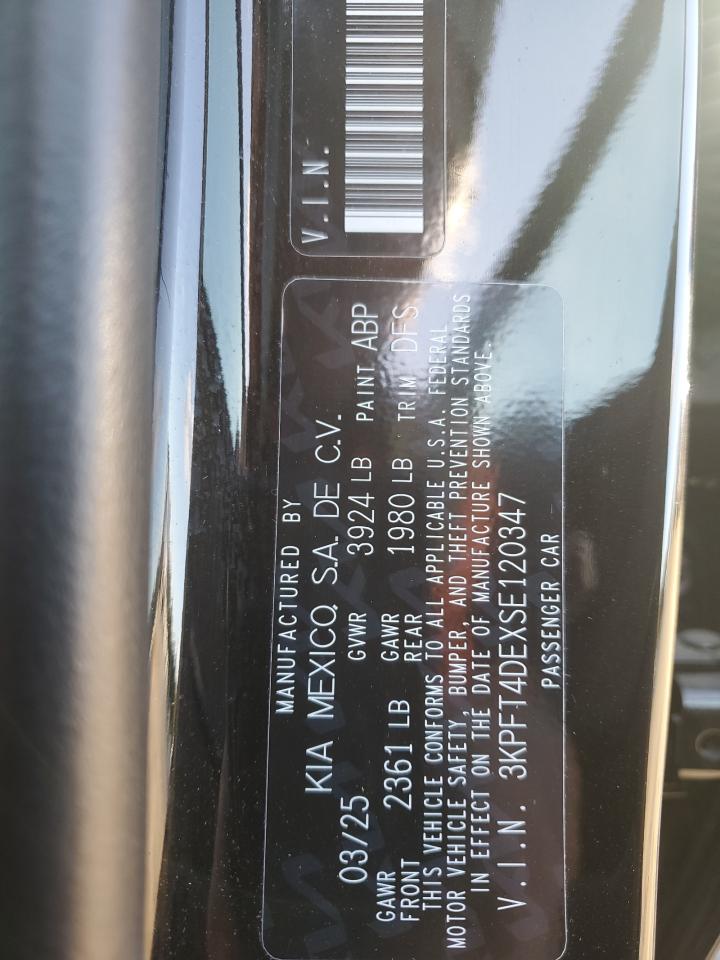 MANUFACTURED BY
KIA MEXICO, S.A. DE C.V.
03/25 GVWR 3924 LB PAINT ABP
GAWR FRONT 2361 LB GAWR REAR 1980 LB TRIM DFS
THIS VEHICLE CONFORMS TO ALL APPLICABLE U.S.A. FEDERAL
MOTOR VEHICLE SAFETY, BUMPER, AND THEFT PREVENTION STANDARDS
IN EFFECT ON THE DATE OF MANUFACTURE SHOWN ABOVE.
V.I.N. 3KPFT4DEXSE120347
PASSENGER CAR
V.I.N.